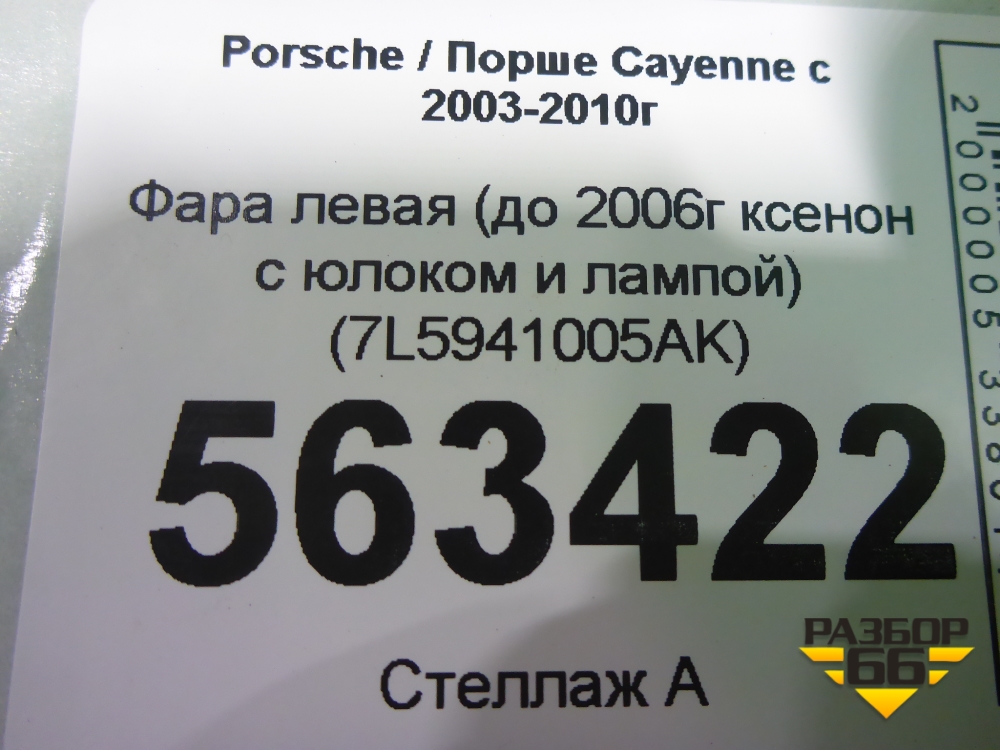 Porsche / Порше Cayenne с
2003-2010г
Фара левая (до 2006г ксенон
с юлоком и лампой)
(7L5941005AK)
563422
Стеллаж А
РАЗБОР
66